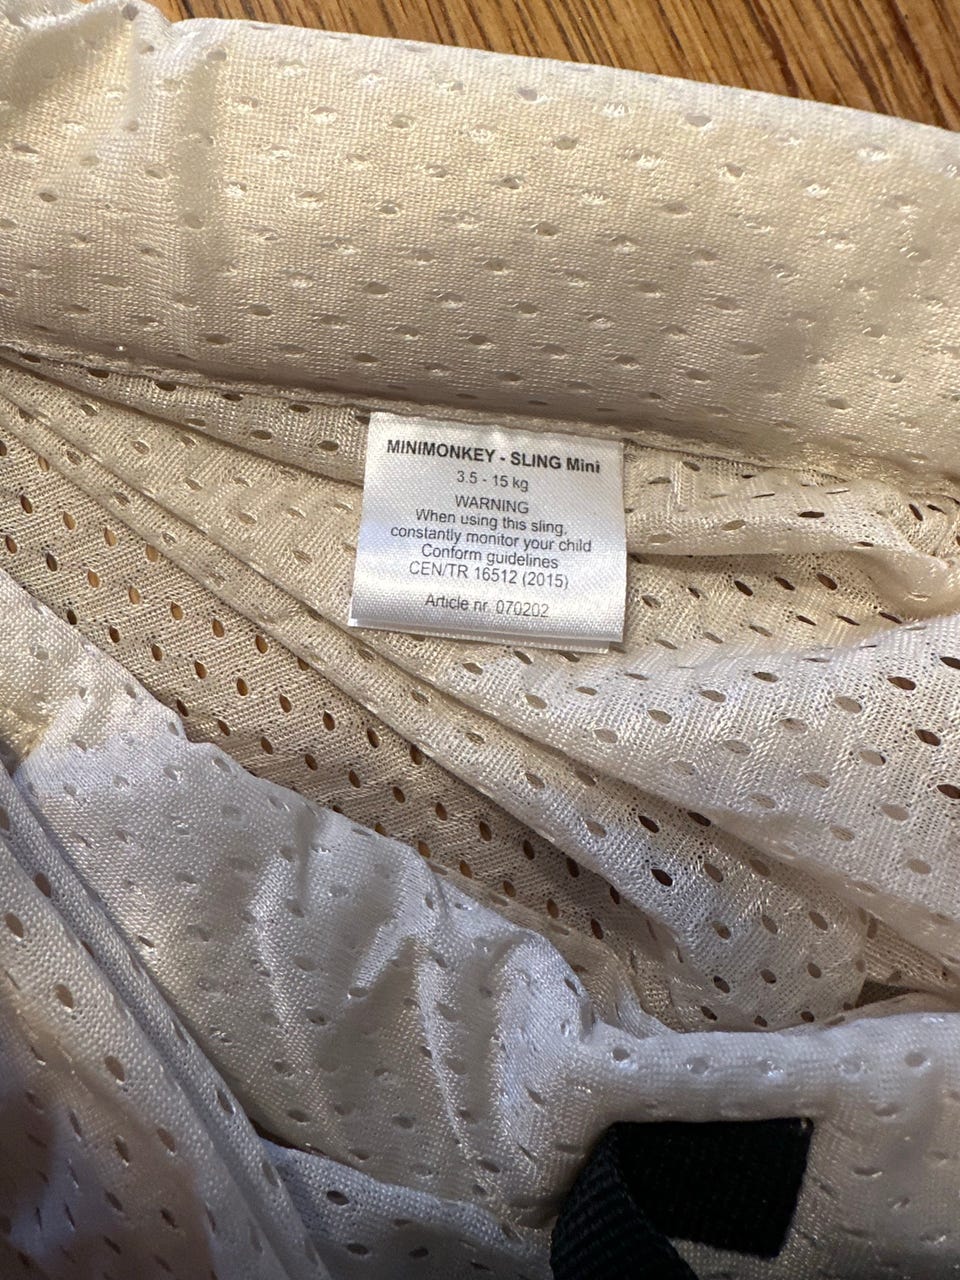 MINIMONKEY - SLING Mini
3.5 - 15 kg
WARNING
When using this sling,
constantly monitor your child
Conform guidelines
CEN/TR 16512 (2015)
Article nr. 070202